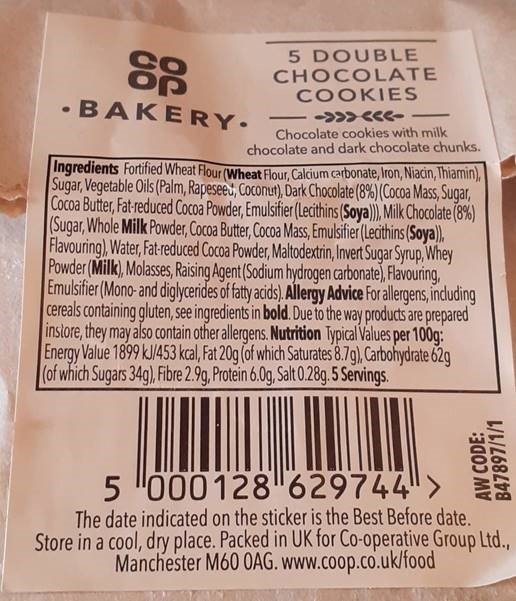 CO
OP
• BAKERY •
5 DOUBLE
CHOCOLATE
COOKIES
Chocolate cookies with milk
chocolate and dark chocolate chunks.
Ingredients Fortified Wheat Flour (Wheat Flour, Calcium carbonate, Iron, Niacin, Thiamin),
Sugar, Vegetable Oils (Palm, Rapeseed, Coconut), Dark Chocolate (8%) (Cocoa Mass, Sugar,
Cocoa Butter, Fat-reduced Cocoa Powder, Emulsifier (Lecithins (Soya))), Milk Chocolate (8%)
(Sugar, Whole Milk Powder, Cocoa Butter, Cocoa Mass, Emulsifier (Lecithins (Soya)),
Flavouring), Water, Fat-reduced Cocoa Powder, Maltodextrin, Invert Sugar Syrup, Whey
Powder (Milk), Molasses, Raising Agent (Sodium hydrogen carbonate), Flavouring,
Emulsifier (Mono- and diglycerides of fatty acids). Allergy Advice For allergens, including
cereals containing gluten, see ingredients in bold. Due to the way products are prepared
instore, they may also contain other allergens. Nutrition Typical Values per 100g:
Energy Value 1899 kJ/453 kcal, Fat 20g (of which Saturates 8.7g), Carbohydrate 62g
(of which Sugars 34g), Fibre 2.9g, Protein 6.0g, Salt 0.28g. 5 Servings.
5 000128 629744 >
AW CODE:
B47897/1/1
The date indicated on the sticker is the Best Before date.
Store in a cool, dry place. Packed in UK for Co-operative Group Ltd.,
Manchester M60 0AG. www.coop.co.uk/food